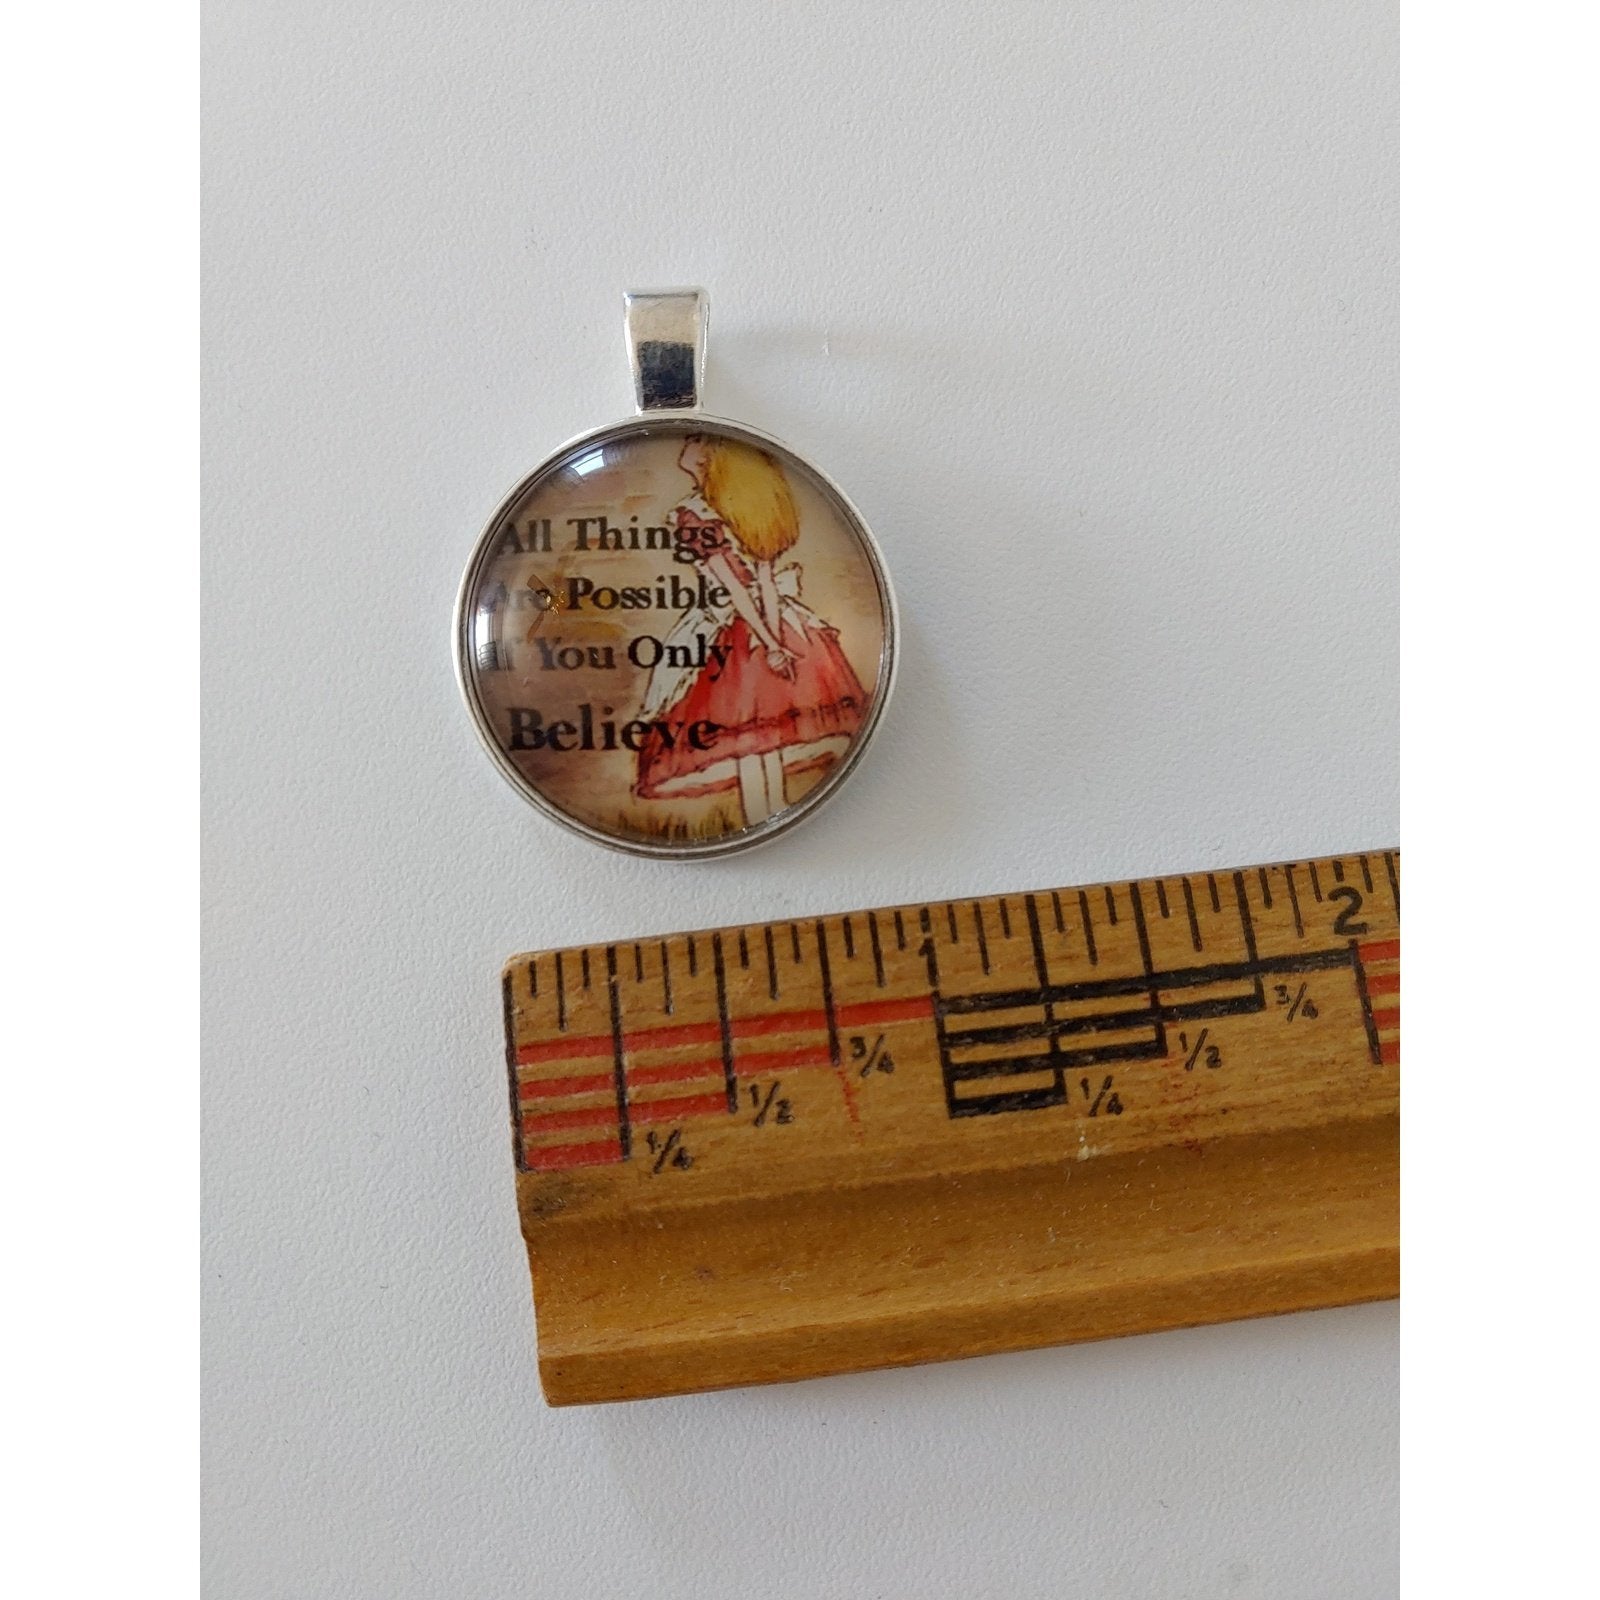 All Things
Are Possible
If You Only
Believe
1
2
3/4
1/2
3/4
1/2
1/4
1/4